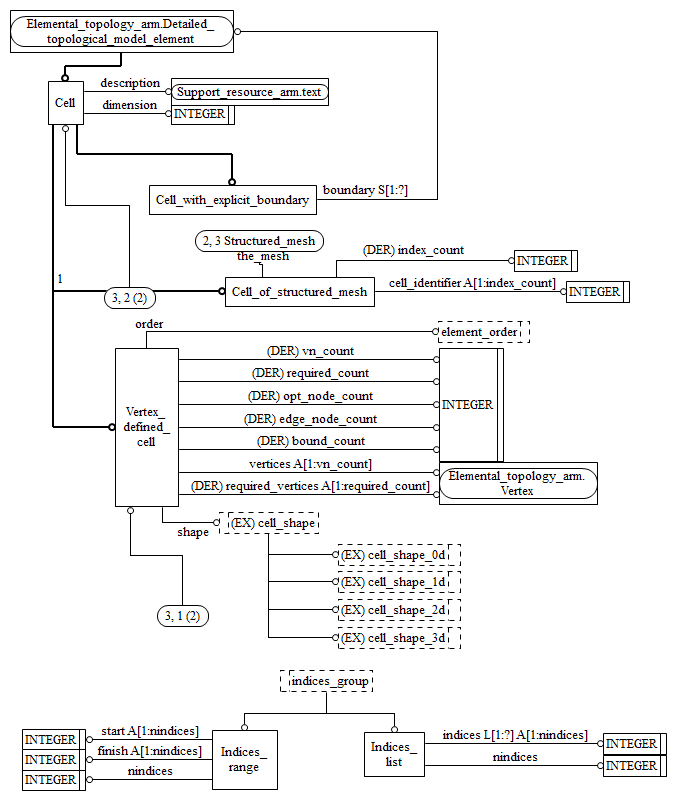 Elemental_topology_arm.Detailed_
topological_model_element
description
Cell
Support_resource_arm.text
dimension
INTEGER
boundary S[1:?]
Cell_with_explicit_boundary
2, 3 Structured_mesh
the_mesh
(DER) index_count
INTEGER
1
cell_identifier A[1:index_count]
Cell_of_structured_mesh
INTEGER
3, 2 (2)
order
element_order
(DER) vn_count
(DER) required_count
(DER) opt_node_count
INTEGER
Vertex_
defined_
cell
(DER) edge_node_count
(DER) bound_count
vertices A[1:vn_count]
Elemental_topology_arm.
Vertex
(DER) required_vertices A[1:required_count]
shape
(EX) cell_shape
(EX) cell_shape_0d
(EX) cell_shape_1d
(EX) cell_shape_2d
(EX) cell_shape_3d
3, 1 (2)
indices_group
start A[1:nindices]
INTEGER
finish A[1:nindices]
INTEGER
nindices
INTEGER
Indices_
range
Indices_
list
indices L[1:?] A[1:nindices]
INTEGER
nindices
INTEGER